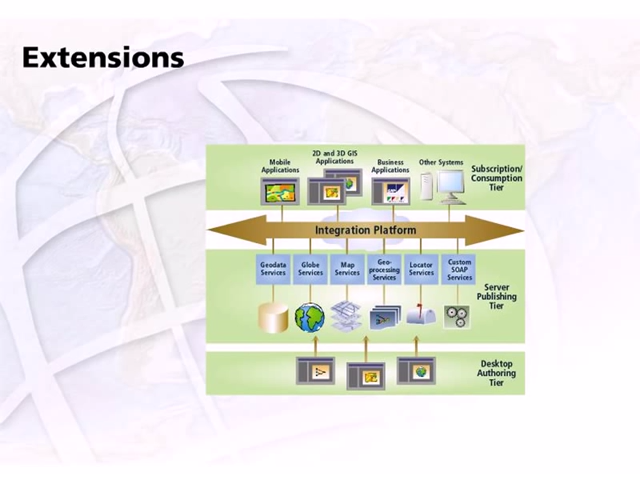 Extensions
Mobile
Applications
2D and 3D GIS
Applications
Business
Applications
Other Systems
Subscription/
Consumption
Tier
Integration Platform
Geodata
Services
Globe
Services
Map
Services
Geo-
processing
Services
Locator
Services
Custom
SOAP
Services
Server
Publishing
Tier
Desktop
Authoring
Tier